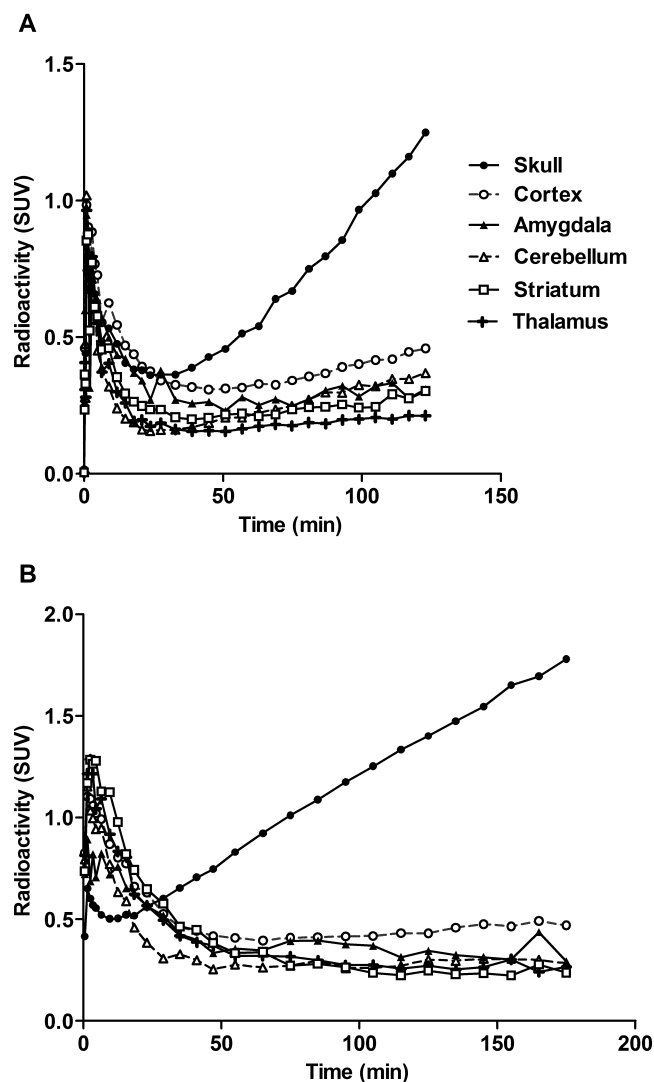 A
1.5
1.0
0.5
0.0
Radioactivity (SUV)
0
50
100
150
Time (min)
Skull
Cortex
Amygdala
Cerebellum
Striatum
Thalamus
B
2.0
1.5
1.0
0.5
0.0
Radioactivity (SUV)
0
50
100
150
200
Time (min)